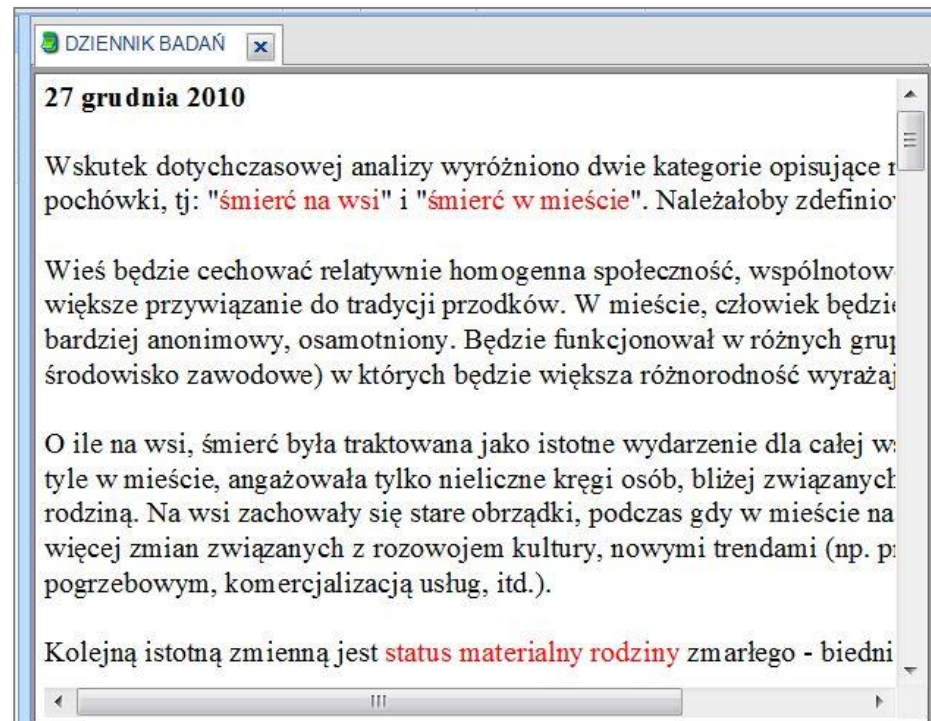 DZIENNIK BADAŃ
27 grudnia 2010
Wskutek dotychczasowej analizy wyróżniono dwie kategorie opisujące
pochówki, tj: "śmierć na wsi" i "śmierć w mieście". Należałoby
Wieś będzie cechować relatywnie homogenna społeczność,
większe przywiązanie do tradycji przodków. W mieście, człowiek
bardziej anonimowy, osamotniony. Będzie funkcjonował w różnych
środowisko zawodowe) w których będzie większa różnorodność
O ile na wsi, śmierć była traktowana jako istotne wydarzenie dla całej
tyle w mieście, angażowała tylko nieliczne kręgi osób, bliżej
rodziną. Na wsi zachowały się stare obrządki, podczas gdy w mieście na
więcej zmian związanych z rozowojem kultury, nowymi trendami (np.
pogrzebowym, komercjalizacją usług, itd.).
Kolejną istotną zmienną jest status materialny rodziny zmarłego - biedni